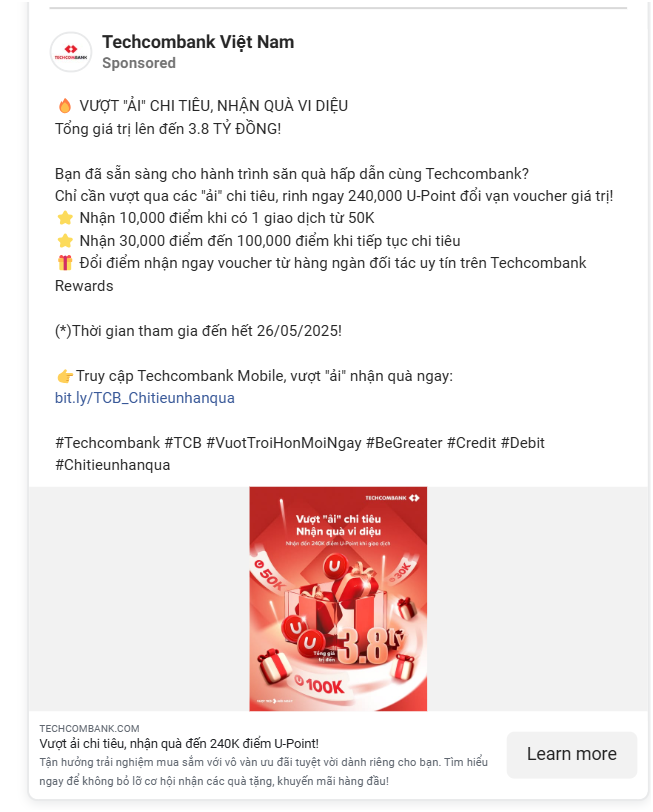 TECHCOMBANK
Techcombank Việt Nam
Sponsored
🔥 VƯỢT "ẢI" CHI TIÊU, NHẬN QUÀ VI DIỆU
Tổng giá trị lên đến 3.8 TỶ ĐỒNG!
Bạn đã sẵn sàng cho hành trình săn quà hấp dẫn cùng Techcombank?
Chỉ cần vượt qua các "ải" chi tiêu, rinh ngay 240,000 U-Point đổi vạn voucher giá trị!
⭐ Nhận 10,000 điểm khi có 1 giao dịch từ 50K
⭐ Nhận 30,000 điểm đến 100,000 điểm khi tiếp tục chi tiêu
🎁 Đổi điểm nhận ngay voucher từ hàng ngàn đối tác uy tín trên Techcombank
Rewards
(*)Thời gian tham gia đến hết 26/05/2025!
👉Truy cập Techcombank Mobile, vượt "ải" nhận quà ngay:
bit.ly/TCB_Chitieunhanqua
#Techcombank #TCB #VuotTroiHonMoiNgay #BeGreater #Credit #Debit
#Chitieunhanqua
TECHCOMBANK
Vượt "ải" chi tiêu
Nhận quà vi diệu
Nhận đến 240K điểm U-Point khi giao dịch
U 50K
U 30K
U
U
U
Tổng giá
trị đến
3.8 tỷ
U 100K
TECHCOMBANK.COM
Vượt ải chi tiêu, nhận quà đến 240K điểm U-Point!
Tận hưởng trải nghiệm mua sắm với vô vàn ưu đãi tuyệt vời dành riêng cho bạn. Tìm hiểu
ngay để không bỏ lỡ cơ hội nhận các quà tặng, khuyến mãi hàng đầu!
Learn more